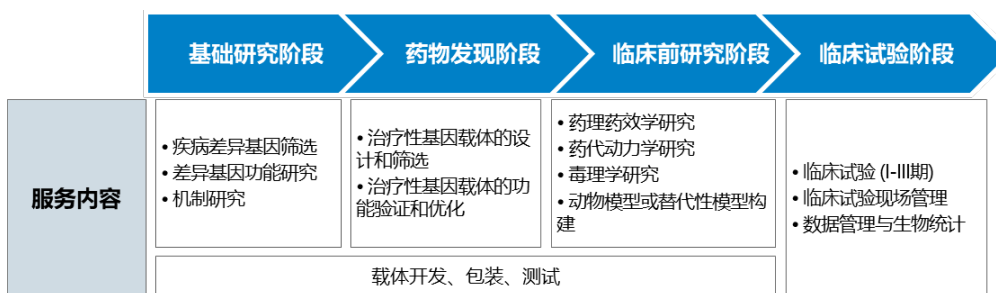 基础研究阶段
药物发现阶段
临床前研究阶段
临床试验阶段
服务内容
• 疾病差异基因筛选
• 差异基因功能研究
• 机制研究
• 治疗性基因载体的设
计和筛选
• 治疗性基因载体的功
能验证和优化
• 药理药效学研究
• 药代动力学研究
• 毒理学研究
• 动物模型或替代性模型构
建
• 临床试验 (I-III期)
• 临床试验现场管理
• 数据管理与生物统计
载体开发、包装、测试